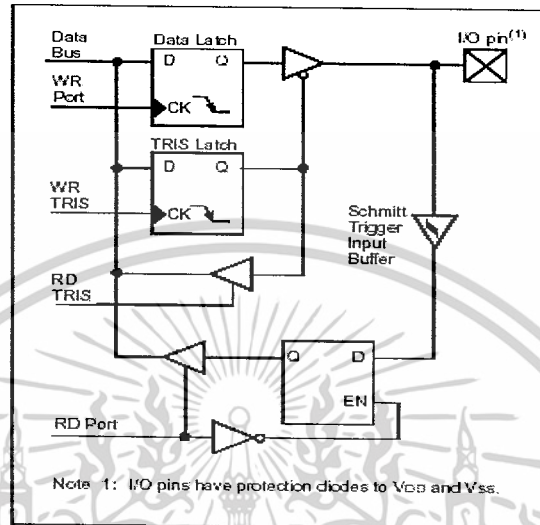 Data
Bus
Data Latch
I/O pin(1)
D Q
WR
Port
CK
TRIS Latch
D Q
WR
TRIS
CK
Schmitt
Trigger
Input
Buffer
RD
TRIS
Q D
EN
RD Port
Note 1: I/O pins have protection diodes to VDD and VSS.